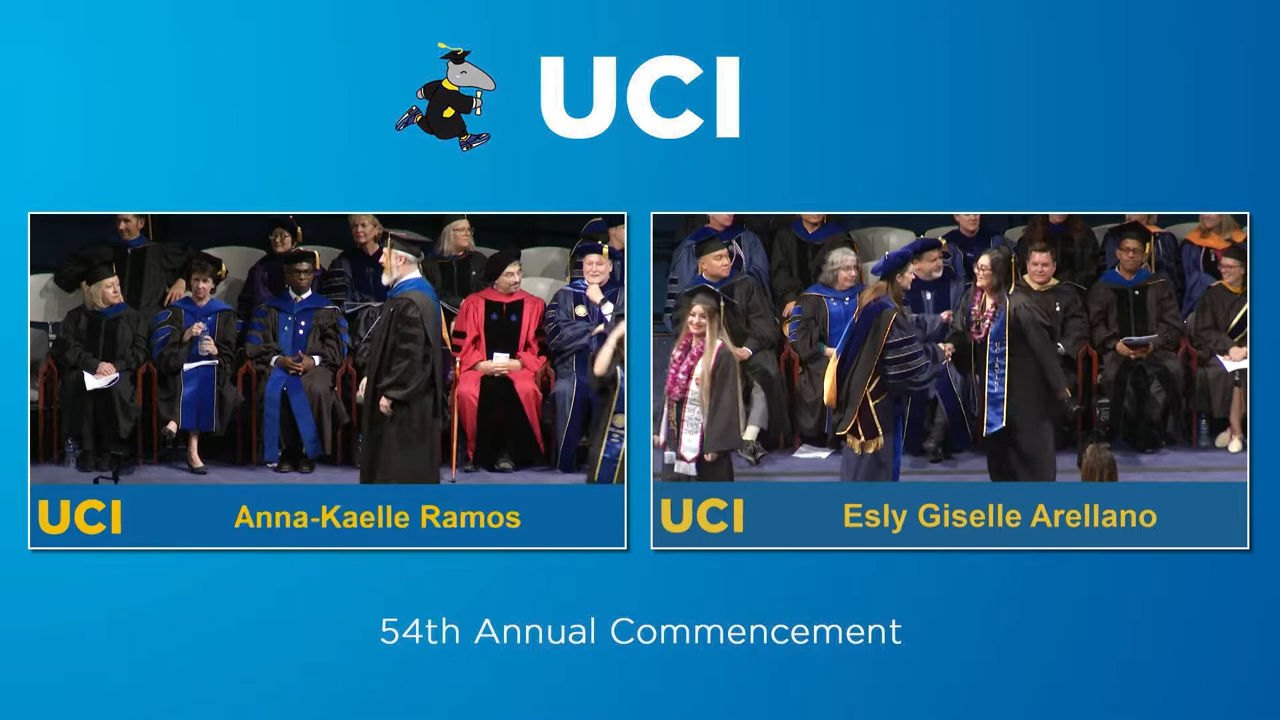 UCI
UCI
Anna-Kaelle Ramos
UCI
Esly Giselle Arellano
54th Annual Commencement